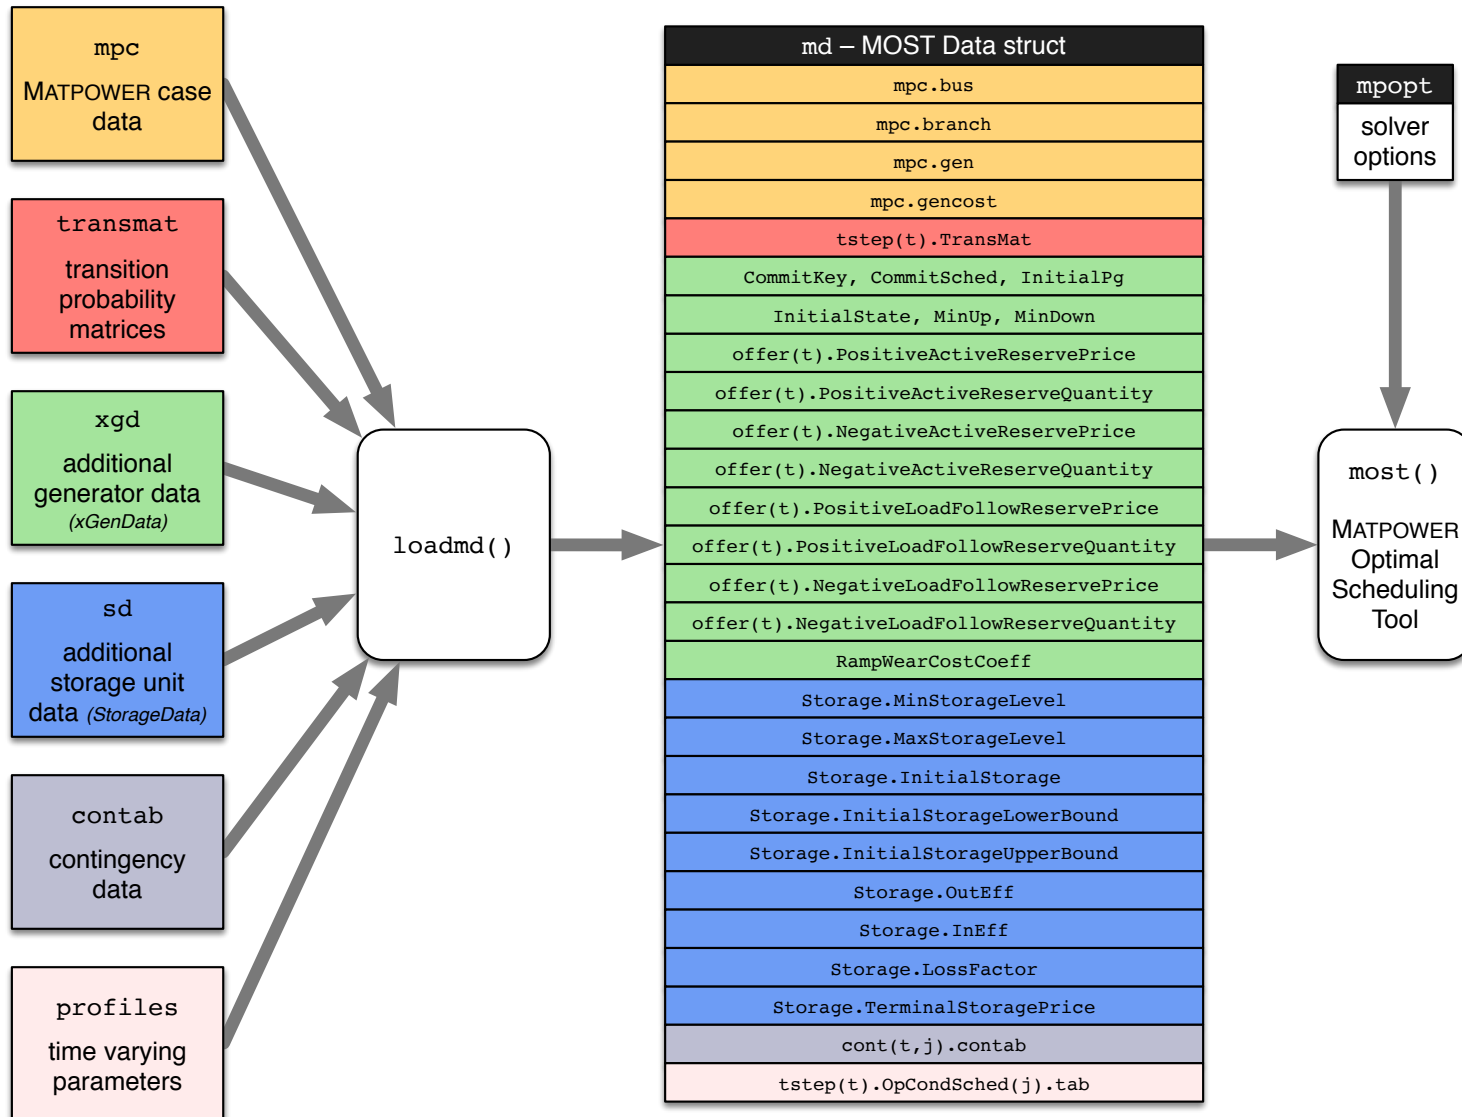 mpc
MATPOWER case
data
transmat
transition
probability
matrices
xgd
additional
generator data
(xGenData)
sd
additional
storage unit
data (StorageData)
contab
contingency
data
profiles
time varying
parameters
loadmd()
md – MOST Data struct
mpc.bus
mpc.branch
mpc.gen
mpc.gencost
tstep(t).TransMat
CommitKey, CommitSched, InitialPg
InitialState, MinUp, MinDown
offer(t).PositiveActiveReservePrice
offer(t).PositiveActiveReserveQuantity
offer(t).NegativeActiveReservePrice
offer(t).NegativeActiveReserveQuantity
offer(t).PositiveLoadFollowReservePrice
offer(t).PositiveLoadFollowReserveQuantity
offer(t).NegativeLoadFollowReservePrice
offer(t).NegativeLoadFollowReserveQuantity
RampWearCostCoeff
Storage.MinStorageLevel
Storage.MaxStorageLevel
Storage.InitialStorage
Storage.InitialStorageLowerBound
Storage.InitialStorageUpperBound
Storage.OutEff
Storage.InEff
Storage.LossFactor
Storage.TerminalStoragePrice
cont(t,j).contab
tstep(t).OpCondSched(j).tab
mpopt
solver
options
most()
MATPOWER
Optimal
Scheduling
Tool